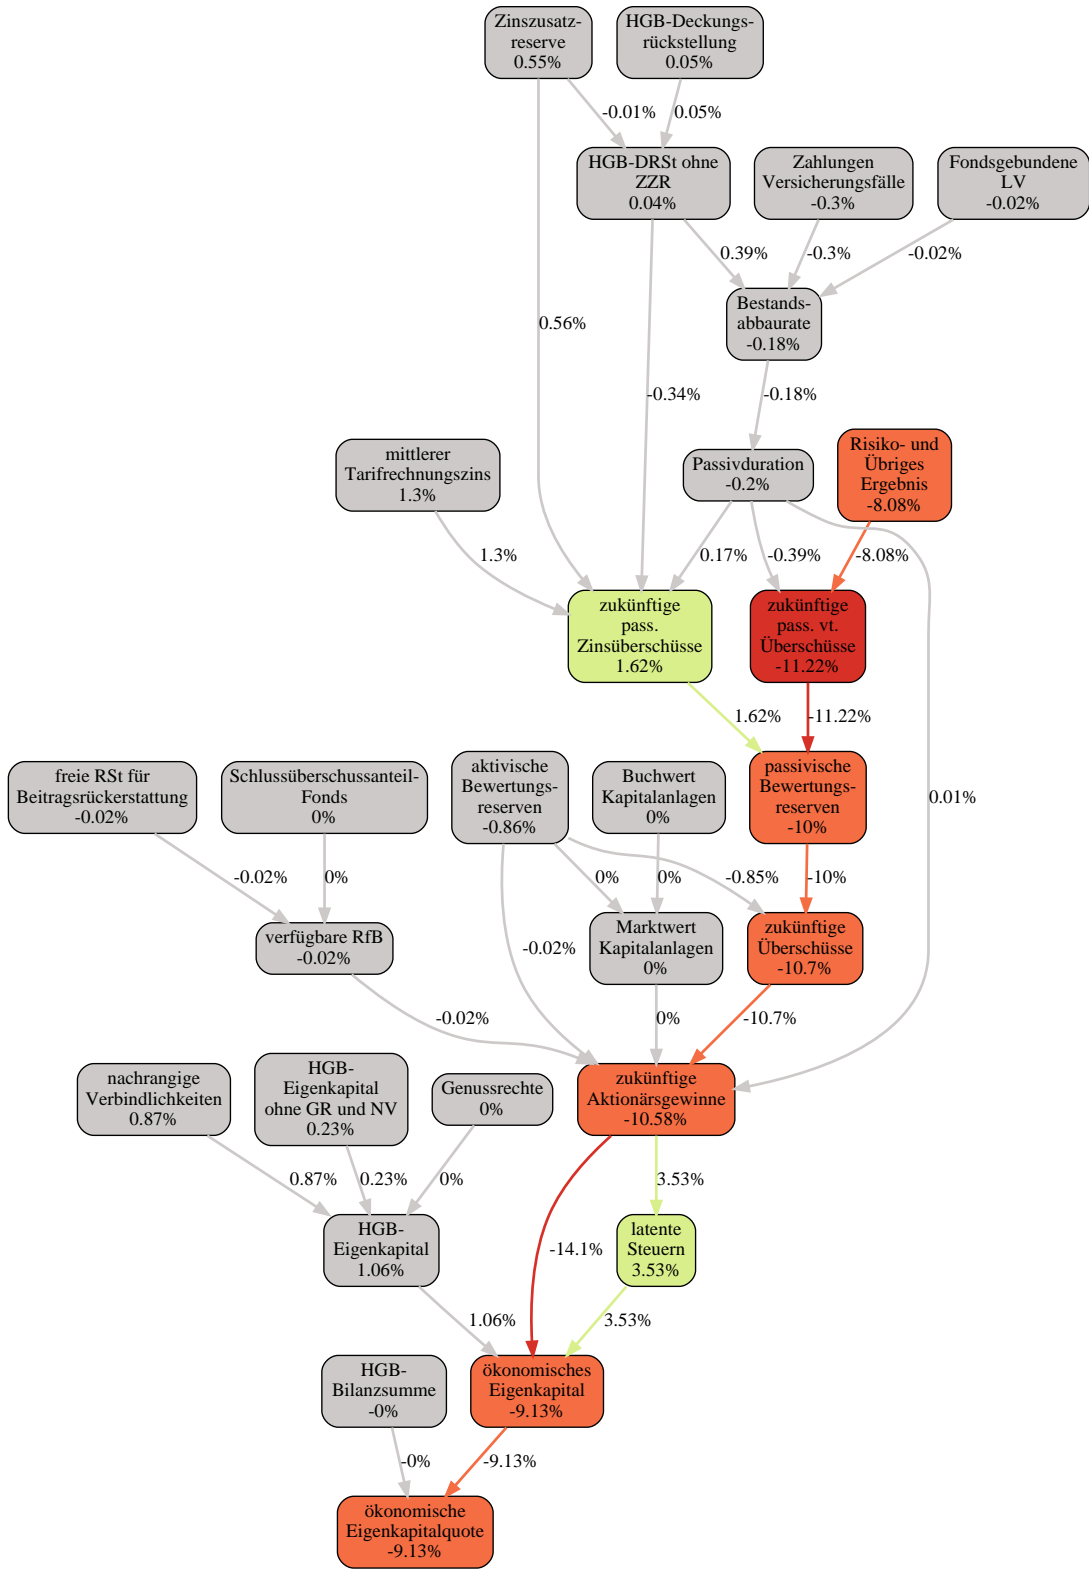 Zinszusatz-
reserve
0.55%
HGB-Deckungs-
rückstellung
0.05%
-0.01%
0.05%
HGB-DRSt ohne
ZZR
0.04%
Zahlungen
Versicherungsfälle
-0.3%
Fondsgebundene
LV
-0.02%
0.39%
-0.3%
-0.02%
Bestands-
abbaurate
-0.18%
0.56%
-0.34%
-0.18%
mittlerer
Tarifrechnungszins
1.3%
Passivduration
-0.2%
Risiko- und
Übriges
Ergebnis
-8.08%
1.3%
0.17%
-0.39%
-8.08%
zukünftige
pass.
Zinsüberschüsse
1.62%
zukünftige
pass. vt.
Überschüsse
-11.22%
1.62%
-11.22%
freie RSt für
Beitragsrückerstattung
-0.02%
Schlussüberschussanteil-
Fonds
0%
aktivische
Bewertungs-
reserven
-0.86%
Buchwert
Kapitalanlagen
0%
passivische
Bewertungs-
reserven
-10%
0.01%
-0.02%
0%
0%
0%
-0.85%
-10%
verfügbare RfB
-0.02%
-0.02%
Marktwert
Kapitalanlagen
0%
zukünftige
Überschüsse
-10.7%
-0.02%
0%
-10.7%
nachrangige
Verbindlichkeiten
0.87%
HGB-
Eigenkapital
ohne GR und NV
0.23%
Genussrechte
0%
zukünftige
Aktionärsgewinne
-10.58%
0.87%
0.23%
0%
3.53%
HGB-
Eigenkapital
1.06%
-14.1%
latente
Steuern
3.53%
1.06%
3.53%
HGB-
Bilanzsumme
-0%
ökonomisches
Eigenkapital
-9.13%
-0%
-9.13%
ökonomische
Eigenkapitalquote
-9.13%